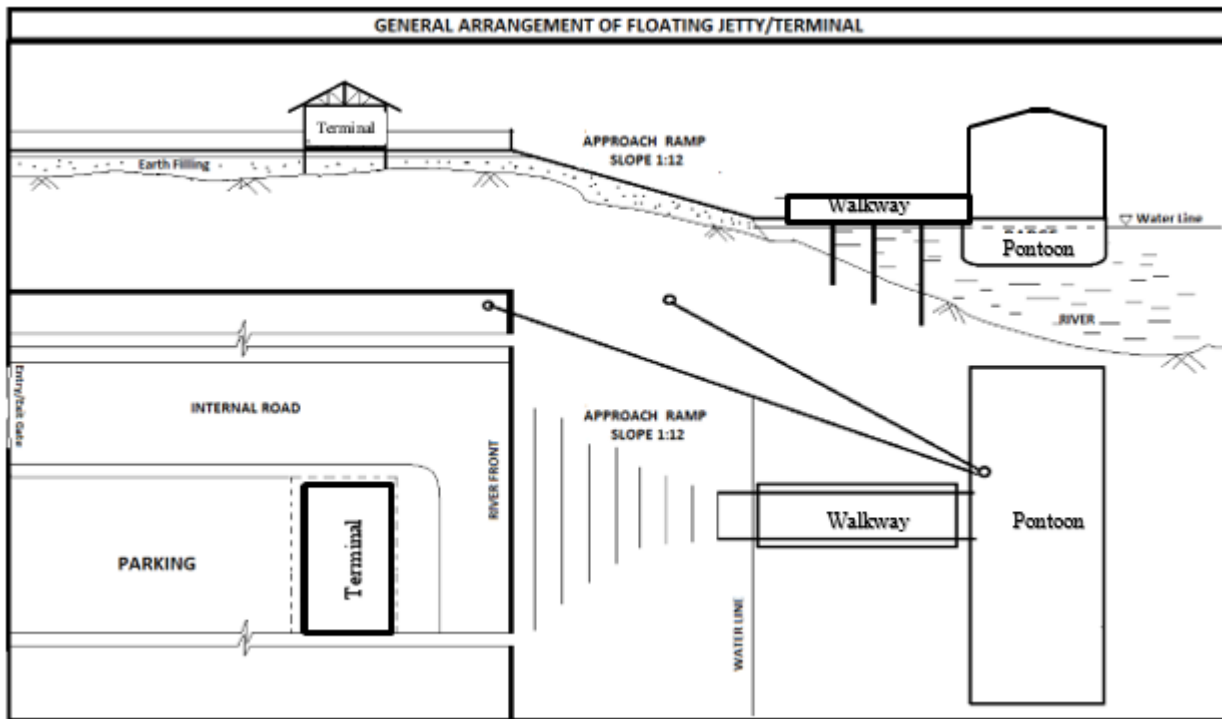 GENERAL ARRANGEMENT OF FLOATING JETTY/TERMINAL
Terminal
Earth Filling
APPROACH RAMP
SLOPE 1:12
Walkway
Water Line
Pontoon
RIVER
Entry/Exit Gate
INTERNAL ROAD
RIVER FRONT
APPROACH RAMP
SLOPE 1:12
PARKING
Terminal
Walkway
Pontoon
WATER LINE